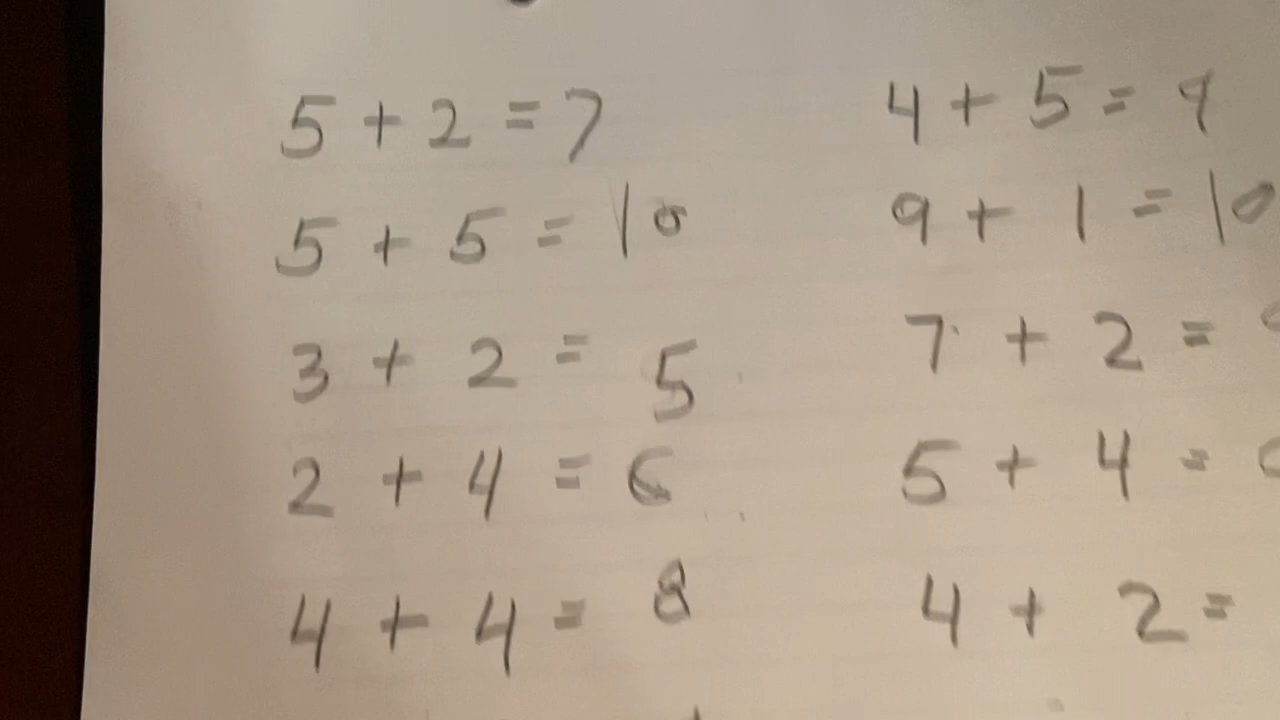 5 + 2 = 7
5 + 5 = 10
3 + 2 = 5
2 + 4 = 6
4 + 4 = 8
4 + 5 = 9
9 + 1 = 10
7 + 2 =
5 + 4 =
4 + 2 =